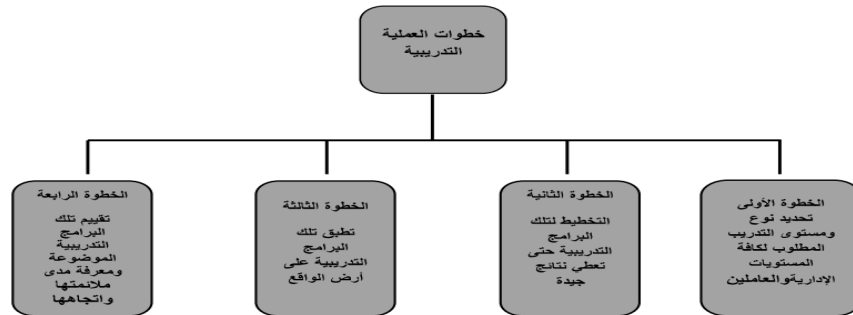 خطوات العملية
التدريبية
الخطوة الأولى
تحديد نوع
ومستوى التدريب
المطلوب لكافة
المستويات
الإداريةوالعاملين
الخطوة الثانية
التخطيط لتلك
البرامج
التدريبية حتى
تعطي نتائج
جيدة
الخطوة الثالثة
تطبق تلك
البرامج
التدريبية على
أرض الواقع
الخطوة الرابعة
تقييم تلك
البرامج
التدريبية
الموضوعة
ومعرفة مدى
ملائمتها
واتجاهها